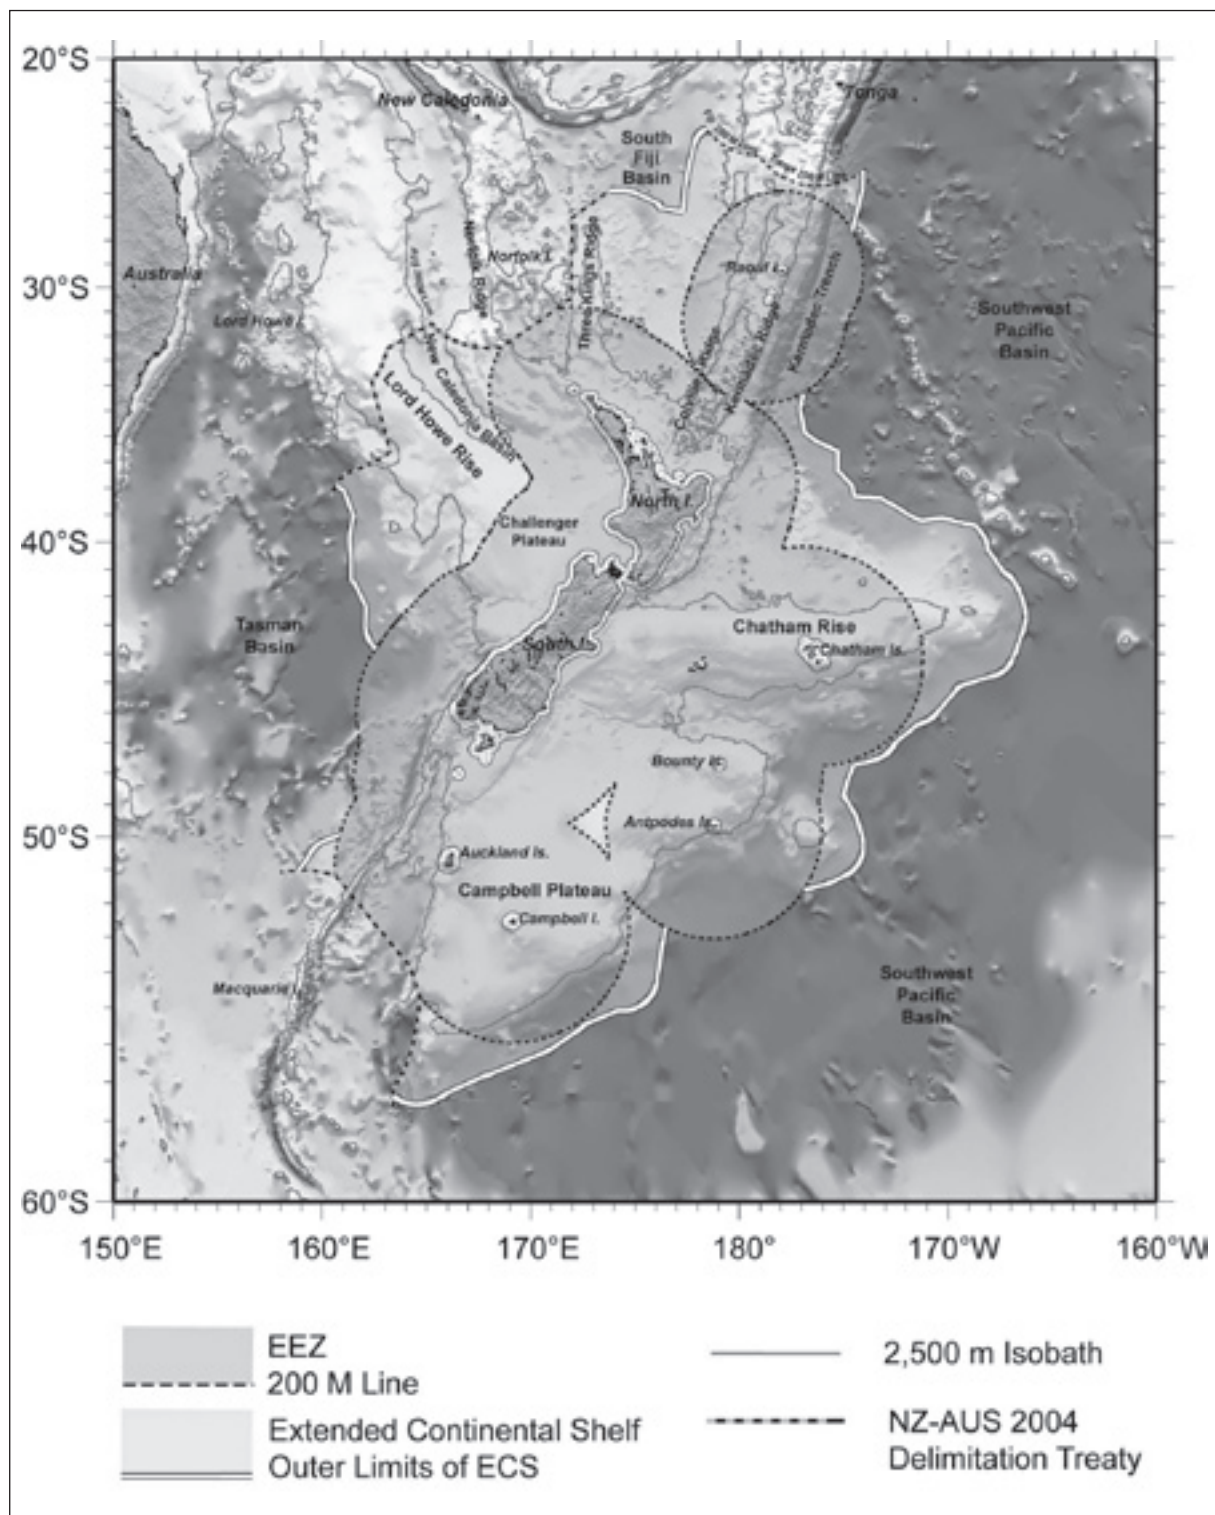 20°S
30°S
40°S
50°S
60°S
150°E
160°E
170°E
180°
170°W
160°W
New Caledonia
Tonga
South
Fiji
Basin
Australia
Norfolk Ridge
Norfolk I.
Three Kings Ridge
Raoul I.
Kermadec Trench
Colville Ridge
Kermadec Ridge
Southwest
Pacific
Basin
Lord Howe I.
New Caledonia Basin
Lord Howe Rise
North I.
Challenger
Plateau
Tasman
Basin
South Is.
Chatham Rise
Chatham Is.
Bounty Is.
Antpodes Is.
Auckland Is.
Campbell Plateau
Campbell I.
Macquarie I.
Southwest
Pacific
Basin
EEZ
200 M Line
Extended Continental Shelf
Outer Limits of ECS
2,500 m Isobath
NZ-AUS 2004
Delimitation Treaty